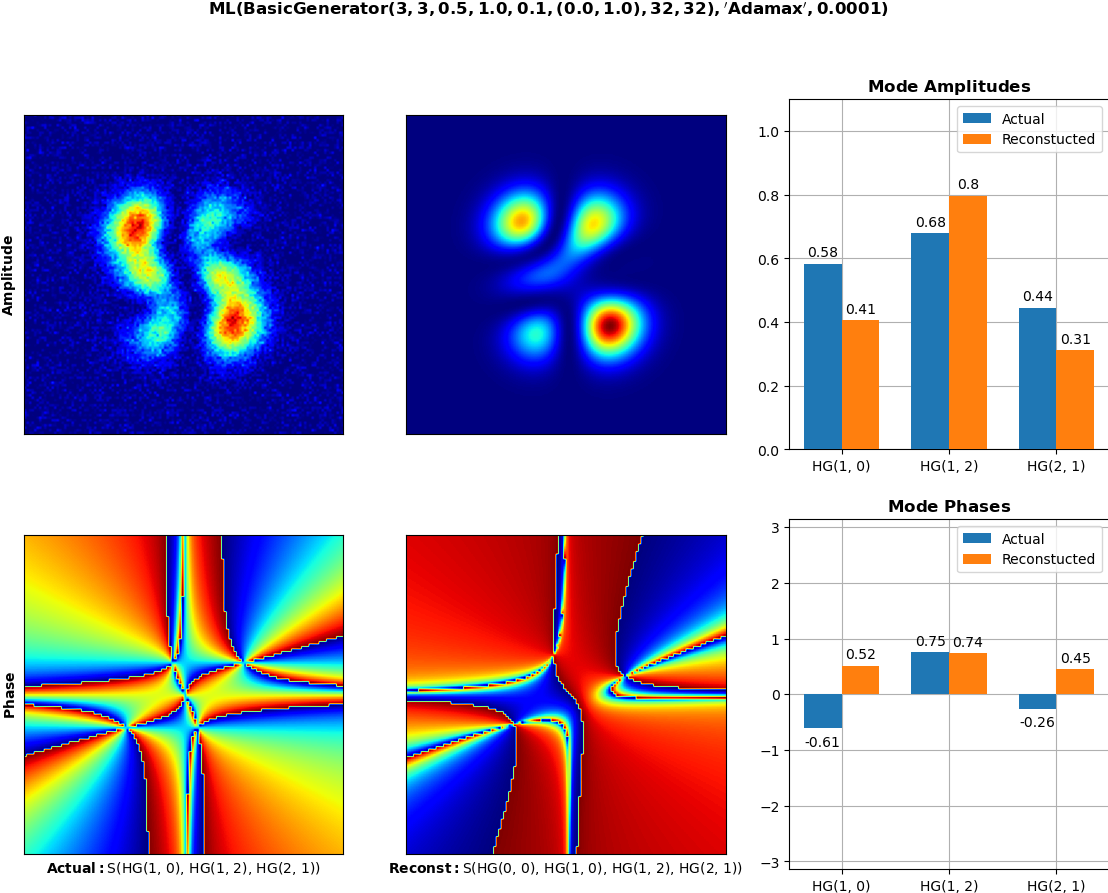 ML(BasicGenerator(3, 3, 0.5, 1.0, 0.1, (0.0, 1.0), 32, 32), ′Adamax′, 0.0001)
Mode Amplitudes
Amplitude
1.0
0.8
0.6
0.4
0.2
0.0
Actual
Reconstucted
0.58
0.41
0.68
0.8
0.44
0.31
HG(1, 0)
HG(1, 2)
HG(2, 1)
Mode Phases
Phase
3
2
1
0
−1
−2
−3
Actual
Reconstucted
-0.61
0.52
0.75
0.74
-0.26
0.45
HG(1, 0)
HG(1, 2)
HG(2, 1)
Actual: S(HG(1, 0), HG(1, 2), HG(2, 1))
Reconst: S(HG(0, 0), HG(1, 0), HG(1, 2), HG(2, 1))